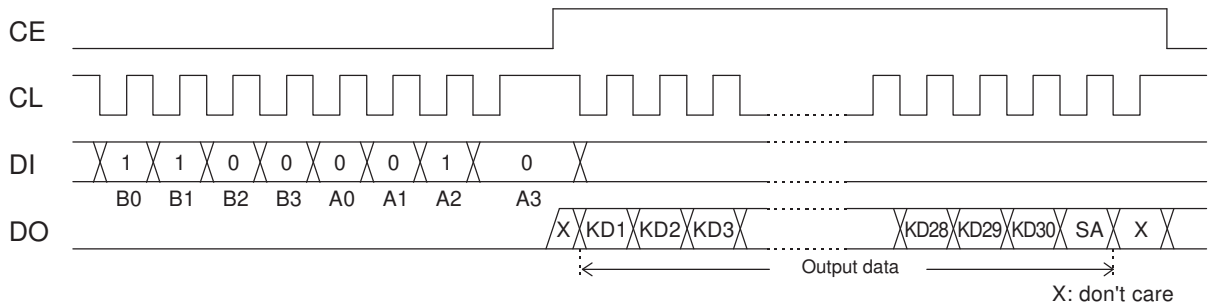 CE
CL
DI 1 1 0 0 0 0 1 0
B0 B1 B2 B3 A0 A1 A2 A3
DO X KD1 KD2 KD3 KD28 KD29 KD30 SA X
Output data
X: don't care